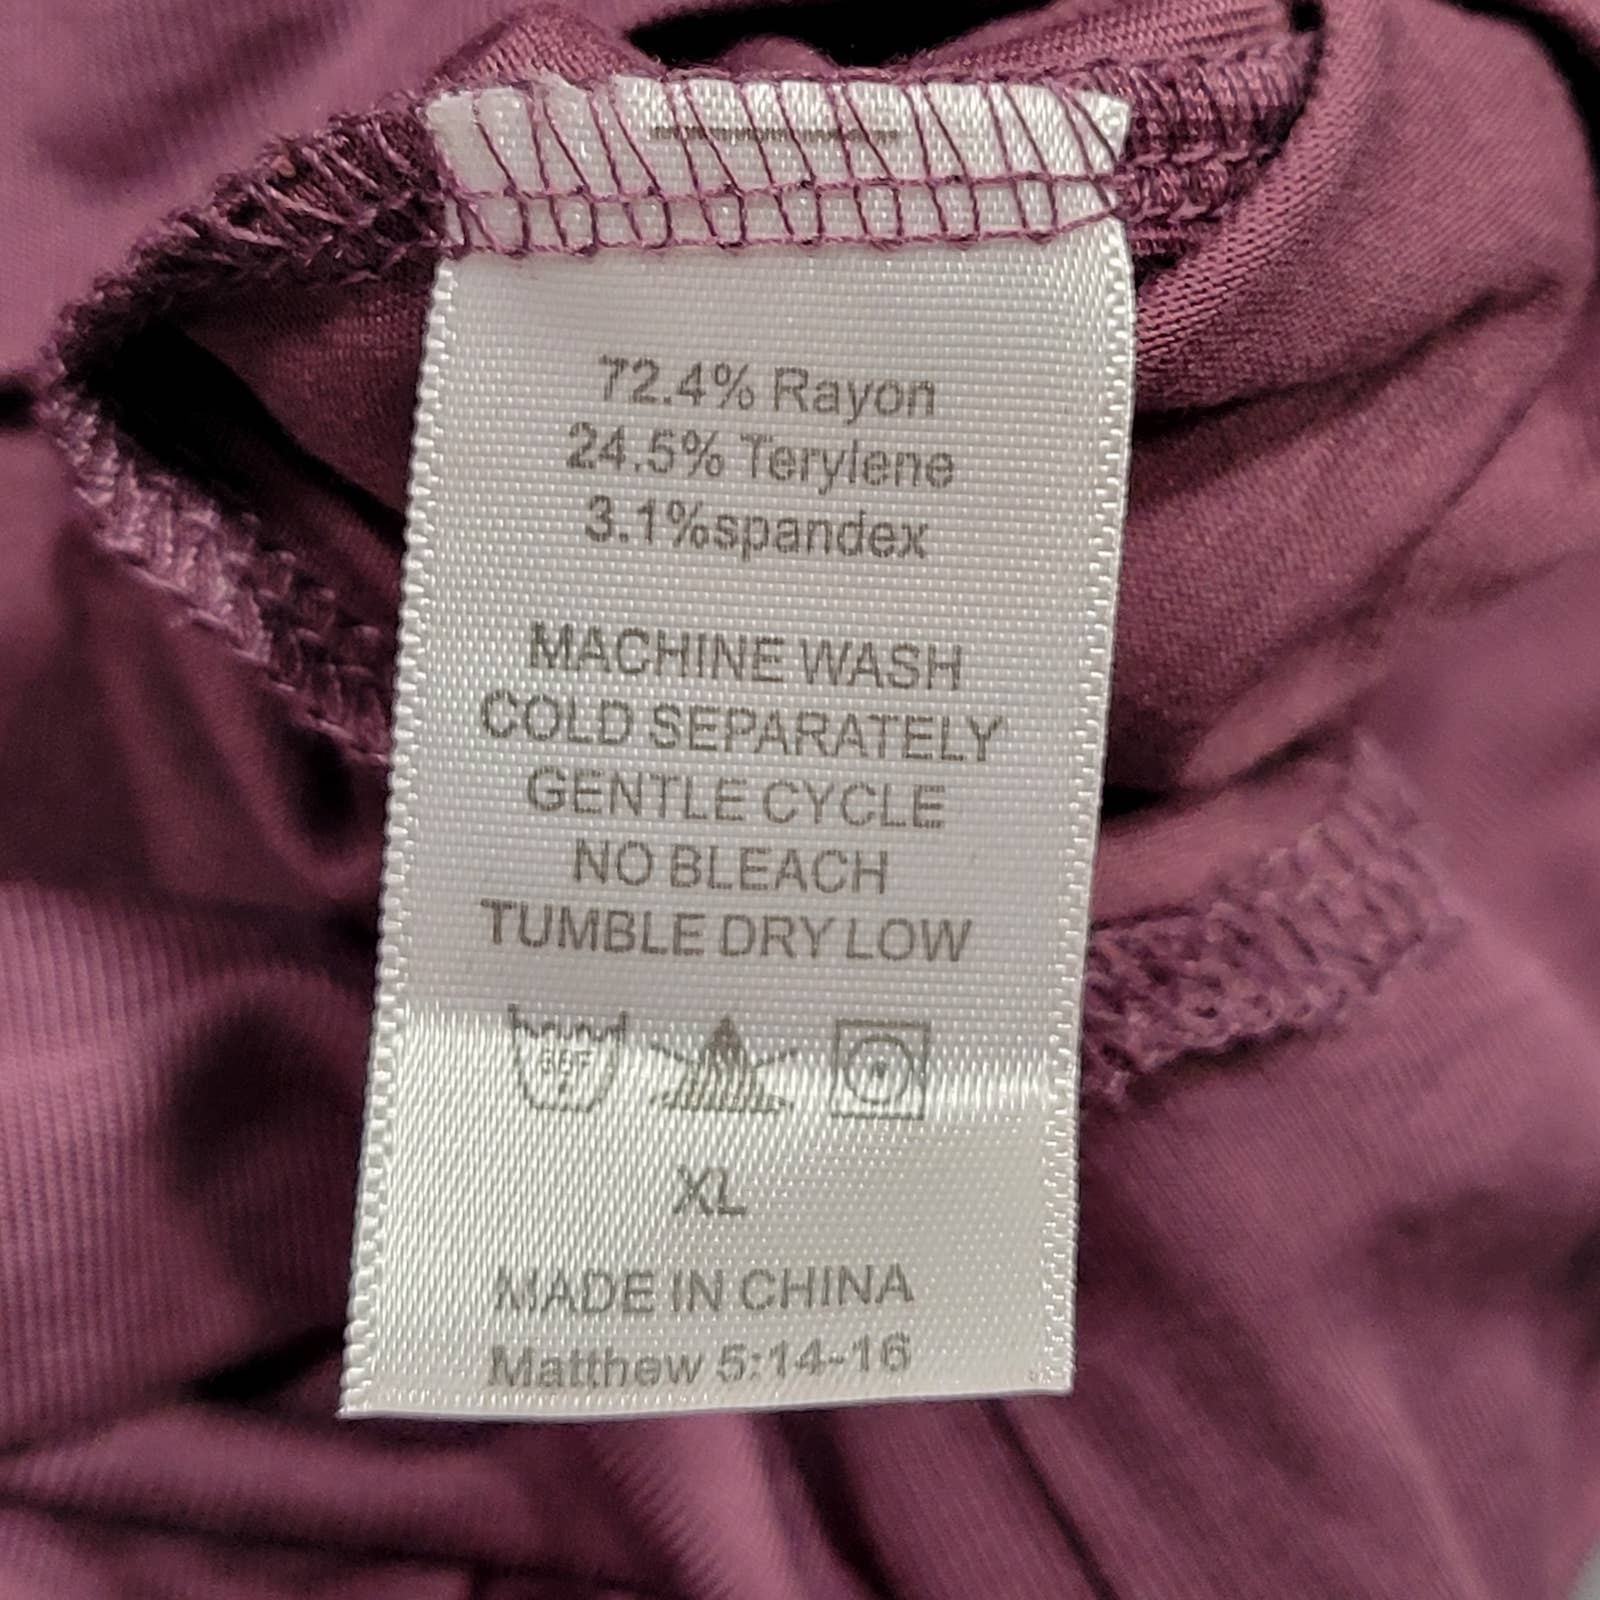 72.4% Rayon
24.5% Terylene
3.1%spandex
MACHINE WASH
COLD SEPARATELY
GENTLE CYCLE
NO BLEACH
TUMBLE DRY LOW
XL
MADE IN CHINA
Matthew 5:14-16